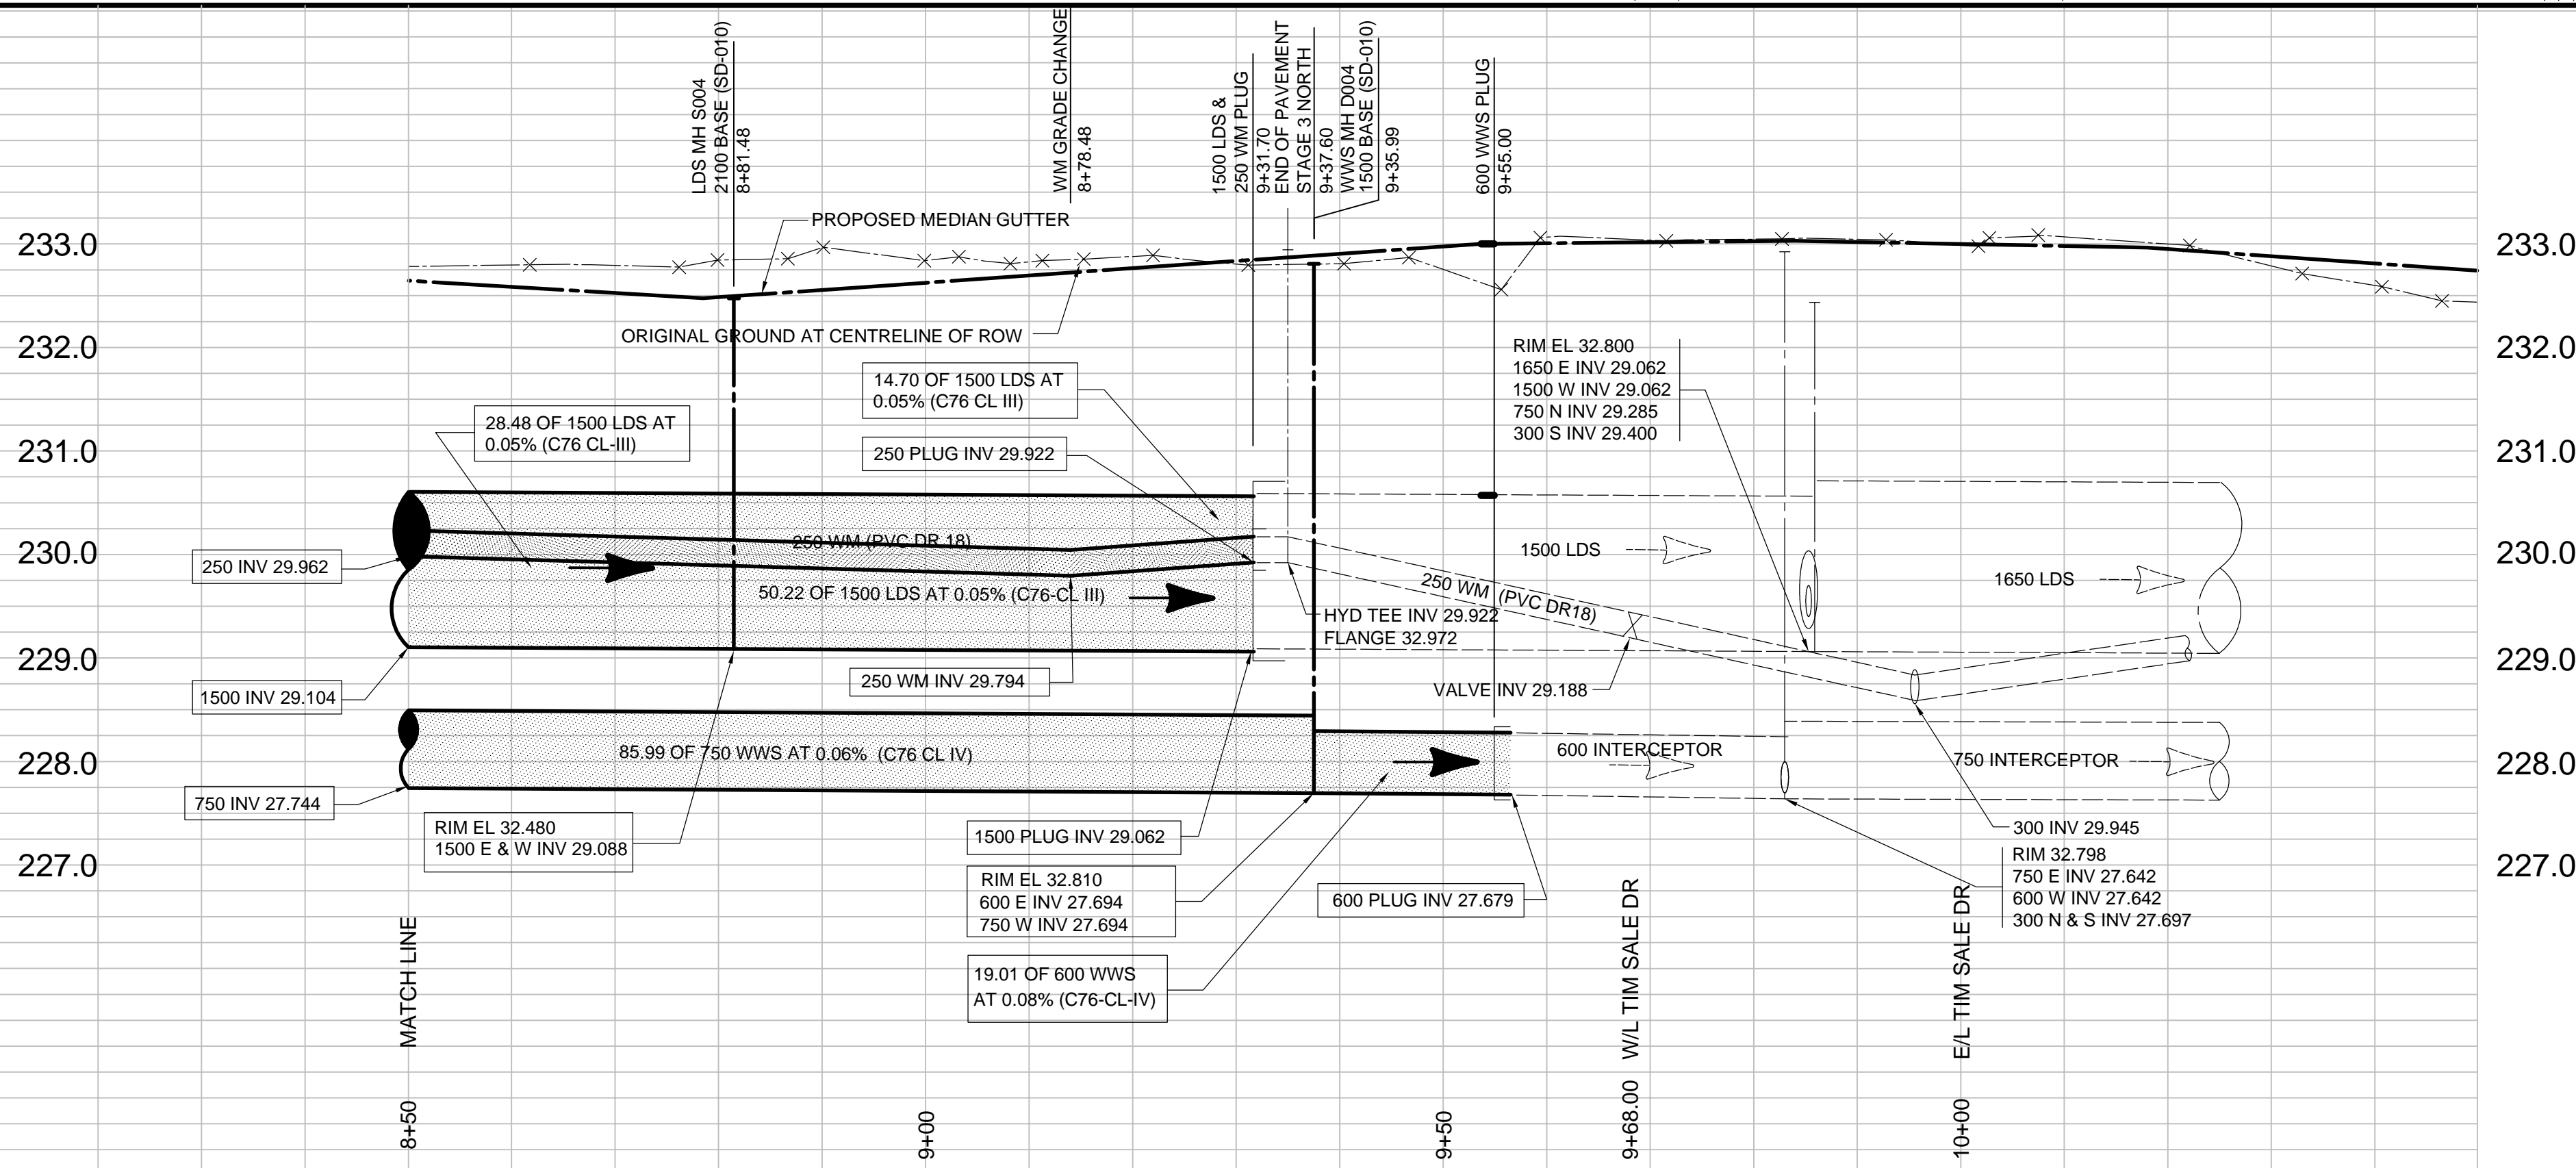 LDS MH S004
2100 BASE (SD-010)
8+81.48
WM GRADE CHANGE
8+78.48
1500 LDS &
250 WM PLUG
9+31.70
END OF PAVEMENT
STAGE 3 NORTH
9+37.60
WWS MH D004
1500 BASE (SD-010)
9+35.99
600 WWS PLUG
9+55.00
233.0
PROPOSED MEDIAN GUTTER
233.0
ORIGINAL GROUND AT CENTRELINE OF ROW
232.0
232.0
RIM EL 32.800
1650 E INV 29.062
1500 W INV 29.062
750 N INV 29.285
300 S INV 29.400
14.70 OF 1500 LDS AT
0.05% (C76 CL III)
28.48 OF 1500 LDS AT
0.05% (C76 CL-III)
231.0
250 PLUG INV 29.922
231.0
230.0
250 WM (PVC DR 18)
1500 LDS
230.0
250 INV 29.962
50.22 OF 1500 LDS AT 0.05% (C76-CL III)
250 WM (PVC DR18)
1650 LDS
HYD TEE INV 29.922
FLANGE 32.972
229.0
229.0
1500 INV 29.104
250 WM INV 29.794
VALVE INV 29.188
228.0
85.99 OF 750 WWS AT 0.06% (C76 CL IV)
600 INTERCEPTOR
750 INTERCEPTOR
228.0
750 INV 27.744
RIM EL 32.480
1500 E & W INV 29.088
1500 PLUG INV 29.062
300 INV 29.945
227.0
227.0
RIM EL 32.810
600 E INV 27.694
750 W INV 27.694
600 PLUG INV 27.679
RIM 32.798
750 E INV 27.642
600 W INV 27.642
300 N & S INV 27.697
19.01 OF 600 WWS
AT 0.08% (C76-CL-IV)
MATCH LINE
W/L TIM SALE DR
E/L TIM SALE DR
8+50
9+00
9+50
9+68.00
10+00